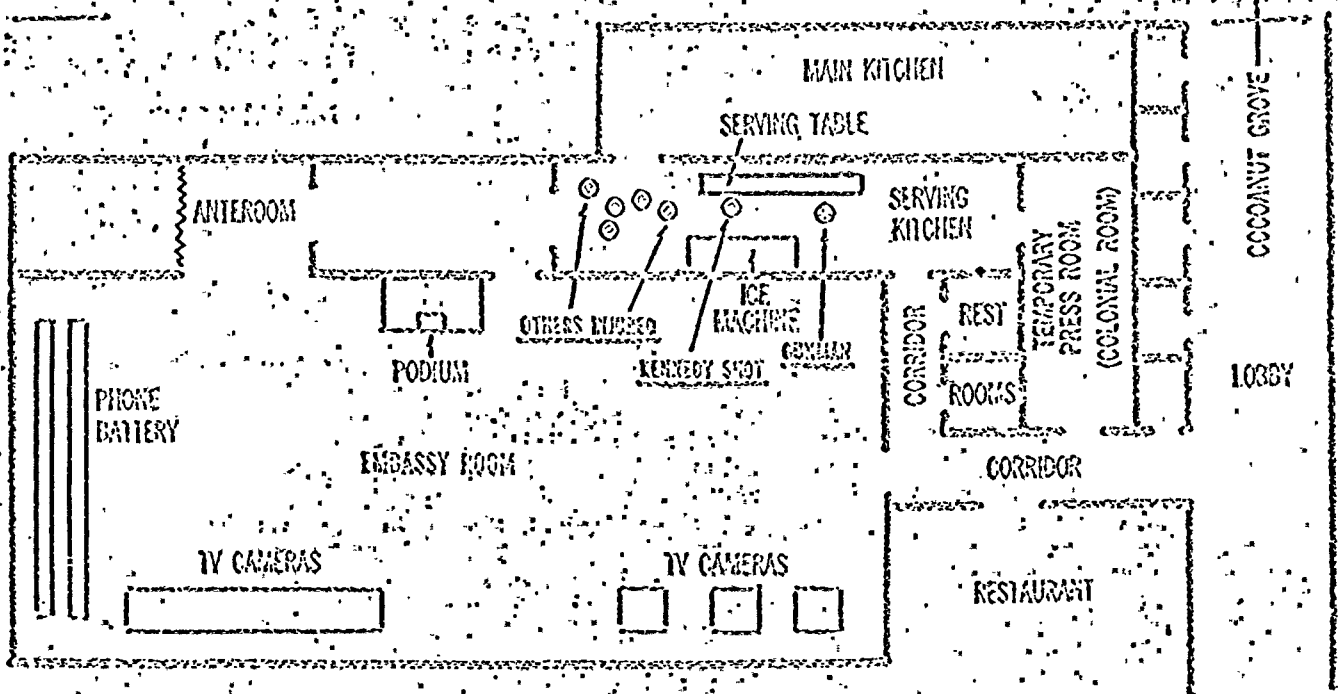 MAIN KITCHEN
SERVING TABLE
COCOANUT GROVE
ANTEROOM
SERVING
KITCHEN
TEMPORARY
PRESS ROOM
(COLONIAL ROOM)
OTHERS INJURED
ICE
MACHINE
KENNEDY SHOT
GUNMAN
CORRIDOR
REST
ROOMS
PODIUM
LOBBY
PHONE
BATTERY
EMBASSY ROOM
CORRIDOR
TV CAMERAS
TV CAMERAS
RESTAURANT